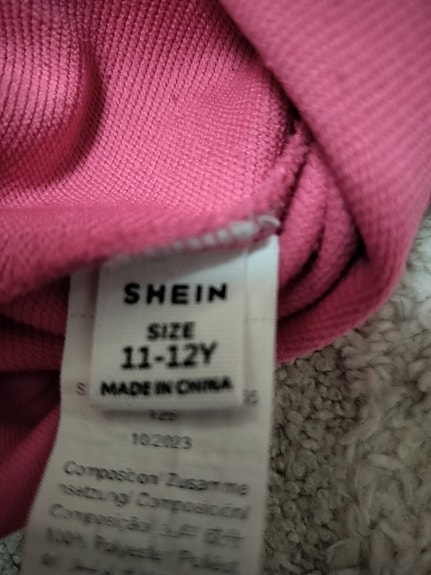 SHEIN
SIZE
11-12Y
MADE IN CHINA
10.2023
Composition/ Zusamme
nsetzung/ Composición/
Composição/
100% Polyester/